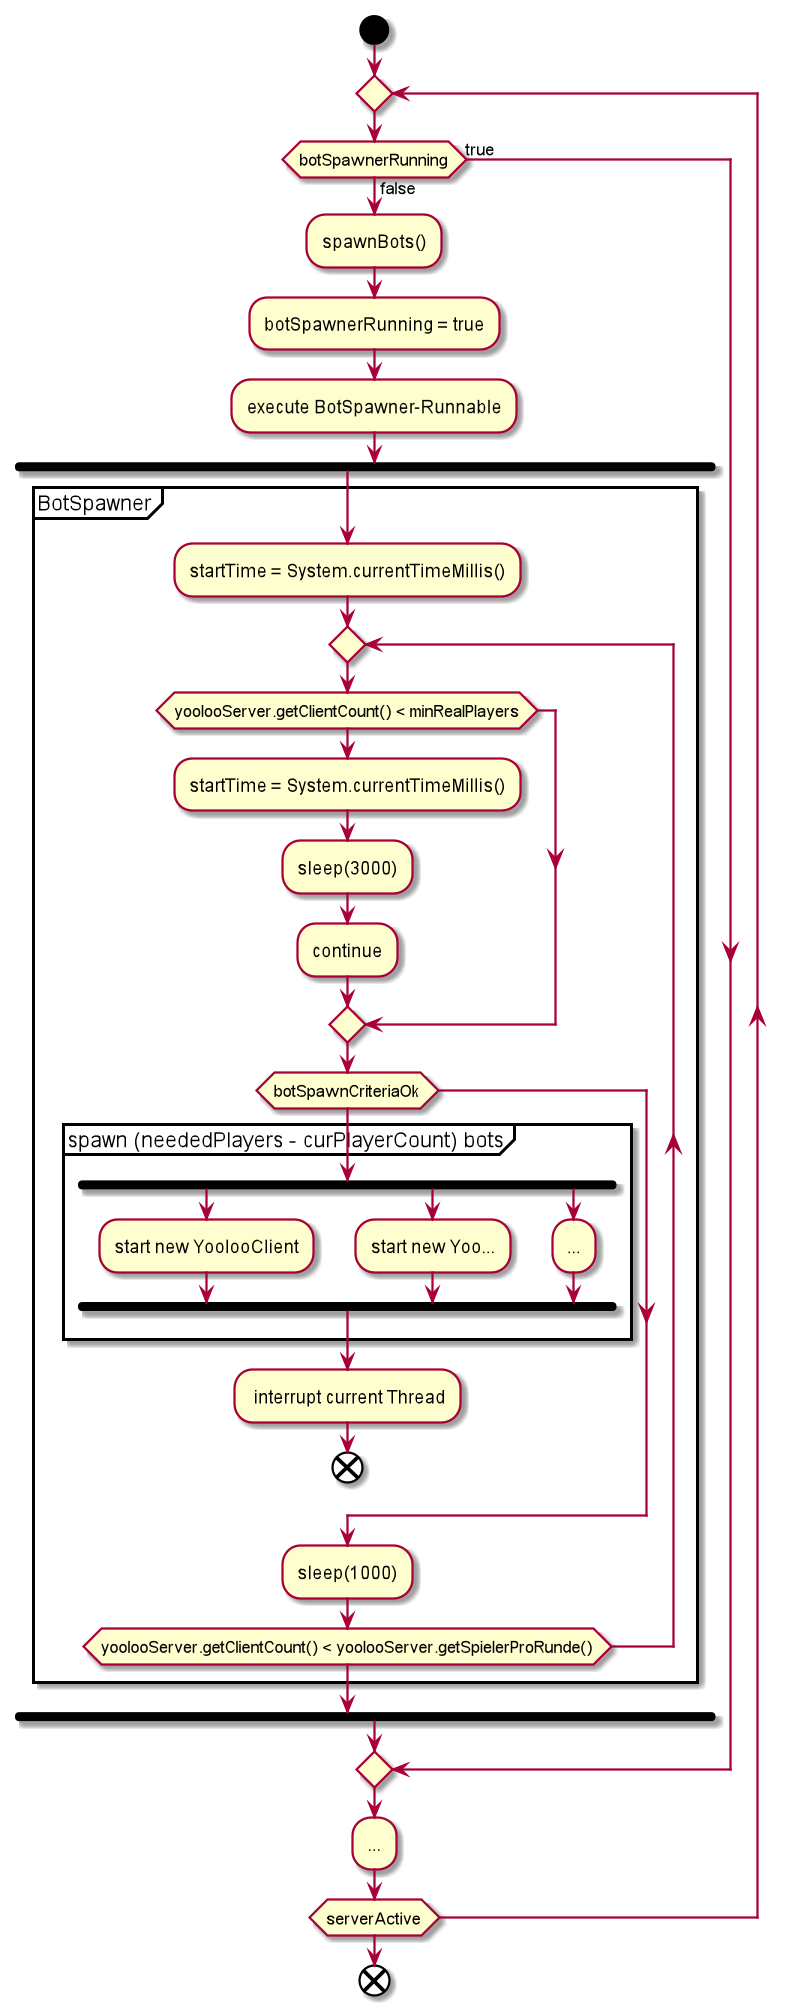 botSpawnerRunning
true
false
spawnBots()
botSpawnerRunning = true
execute BotSpawner-Runnable
BotSpawner
startTime = System.currentTimeMillis()
yoolooServer.getClientCount() < minRealPlayers
startTime = System.currentTimeMillis()
sleep(3000)
continue
botSpawnCriteriaOk
spawn (neededPlayers - curPlayerCount) bots
start new YoolooClient
start new Yoo...
...
interrupt current Thread
sleep(1000)
yoolooServer.getClientCount() < yoolooServer.getSpielerProRunde()
...
serverActive